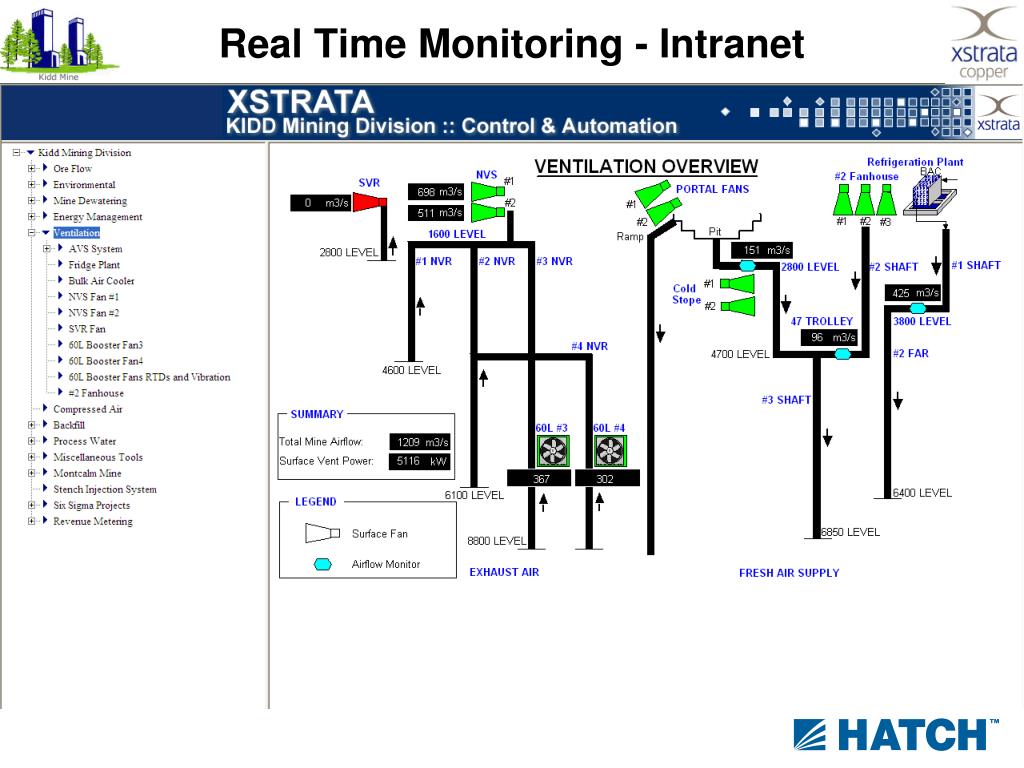 Real Time Monitoring - Intranet
Kidd Mine
xstrata
copper
XSTRATA
KIDD Mining Division :: Control & Automation
xstrata
Kidd Mining Division
Ore Flow
Environmental
Mine Dewatering
Energy Management
Ventilation
AVS System
Fridge Plant
Bulk Air Cooler
NVS Fan #1
NVS Fan #2
SVR Fan
60L Booster Fan3
60L Booster Fan4
60L Booster Fans RTDs and Vibration
#2 Fanhouse
Compressed Air
Backfill
Process Water
Miscellaneous Tools
Montcalm Mine
Stench Injection System
Six Sigma Projects
Revenue Metering
VENTILATION OVERVIEW
SVR
0 m3/s
2800 LEVEL
NVS
698 m3/s
#1
511 m3/s
#2
1600 LEVEL
#1 NVR
#2 NVR
#3 NVR
#4 NVR
4600 LEVEL
60L #3
60L #4
367
302
6100 LEVEL
8800 LEVEL
EXHAUST AIR
PORTAL FANS
#1
#2
Ramp
Pit
151 m3/s
2800 LEVEL
Cold
Stope
#1
#2
47 TROLLEY
96 m3/s
4700 LEVEL
#3 SHAFT
6850 LEVEL
Refrigeration Plant
#2 Fanhouse
BAC
#1
#2
#3
#2 SHAFT
#1 SHAFT
425 m3/s
3800 LEVEL
#2 FAR
6400 LEVEL
FRESH AIR SUPPLY
SUMMARY
Total Mine Airflow: 1209 m3/s
Surface Vent Power: 5116 kW
LEGEND
Surface Fan
Airflow Monitor
HATCH™